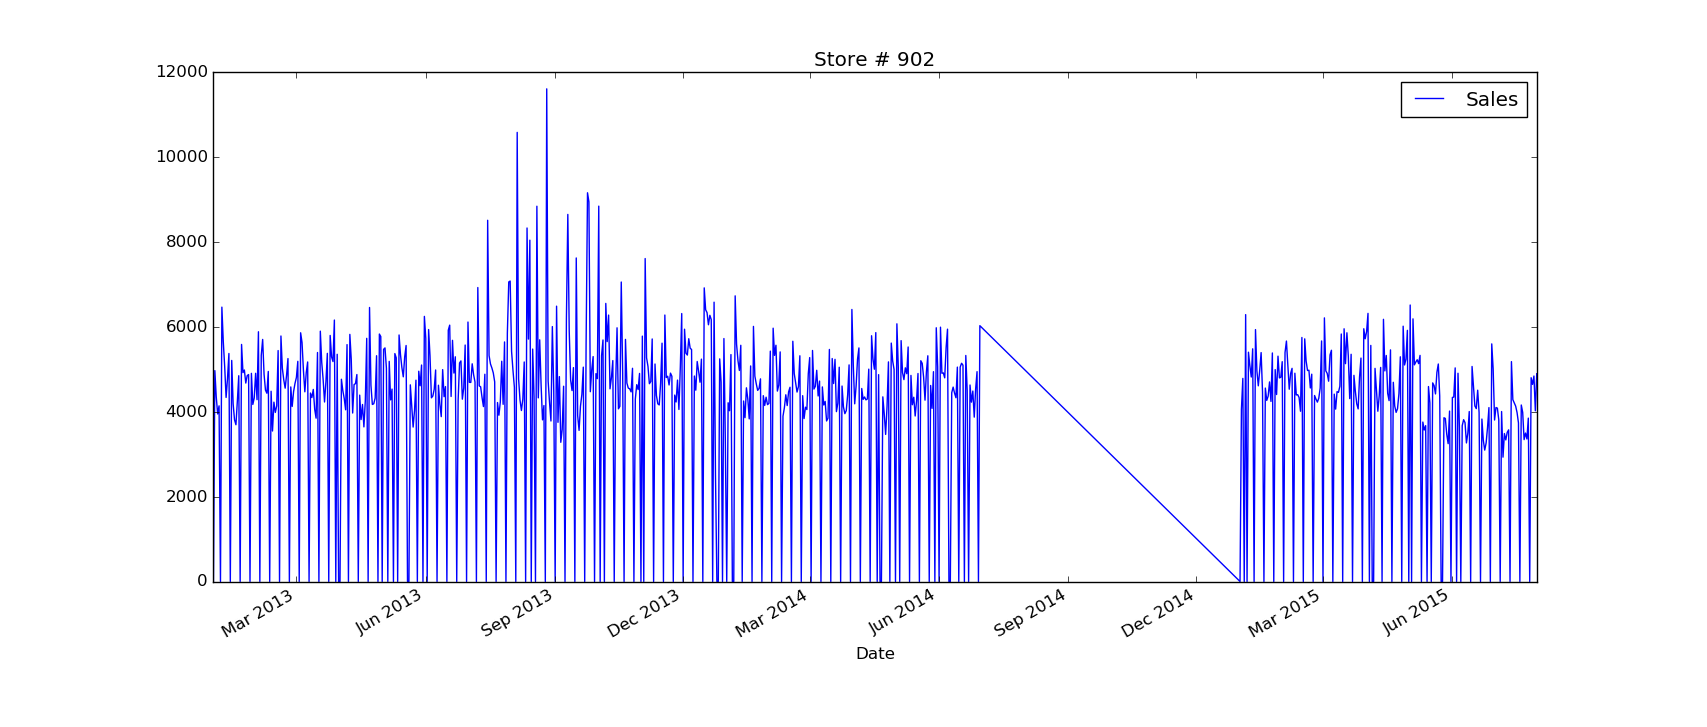 Store # 902
12000
10000
8000
6000
4000
2000
0
Sales
Mar 2013
Jun 2013
Sep 2013
Dec 2013
Mar 2014
Jun 2014
Sep 2014
Dec 2014
Mar 2015
Jun 2015
Date